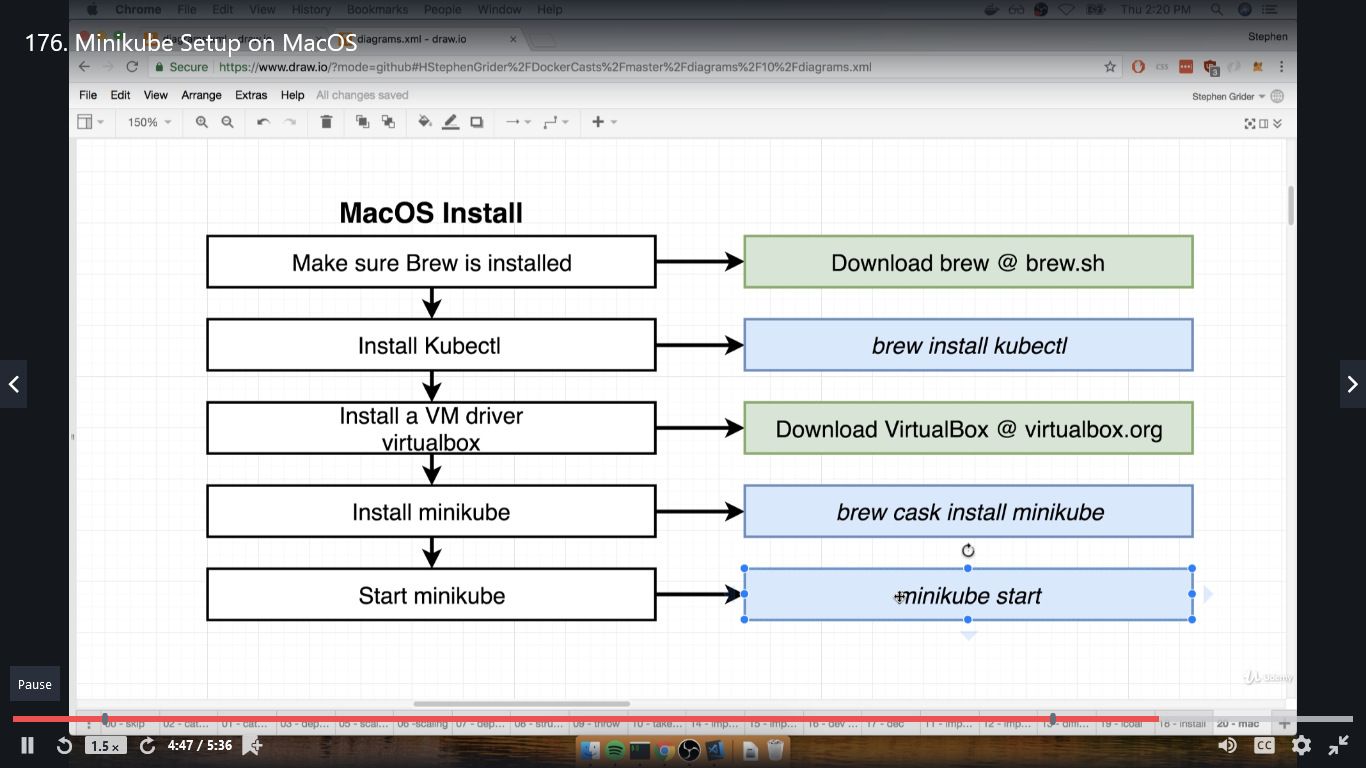 Chrome File Edit View History Bookmarks People Window Help Thu 2:20 PM
176. Minikube Setup on MacOS
diagrams.xml - draw.io
Stephen
Secure https://www.draw.io/?mode=github#HStephenGrider%2FDockerCasts%2Fmaster%2Fdiagrams%2F10%2Fdiagrams.xml
File Edit View Arrange Extras Help All changes saved
Stephen Grider
150%
MacOS Install
Make sure Brew is installed
Download brew @ brew.sh
Install Kubectl
brew install kubectl
Install a VM driver
virtualbox
Download VirtualBox @ virtualbox.org
Install minikube
brew cask install minikube
Start minikube
minikube start
Pause
Udemy
00 - skip 02 - cat... 01 - cat... 03 - dep... 05 - scal... 06 -scaling 07 - dep... 08 - stru... 09 - throw 10 - take... 14 - imp... 15 - imp... 16 - dev ... 17 - dec 11 - imp... 12 - imp... 13 - diff... 19 - lcoal 18 - install 20 - mac
1.5 x 4:47 / 5:36 CC